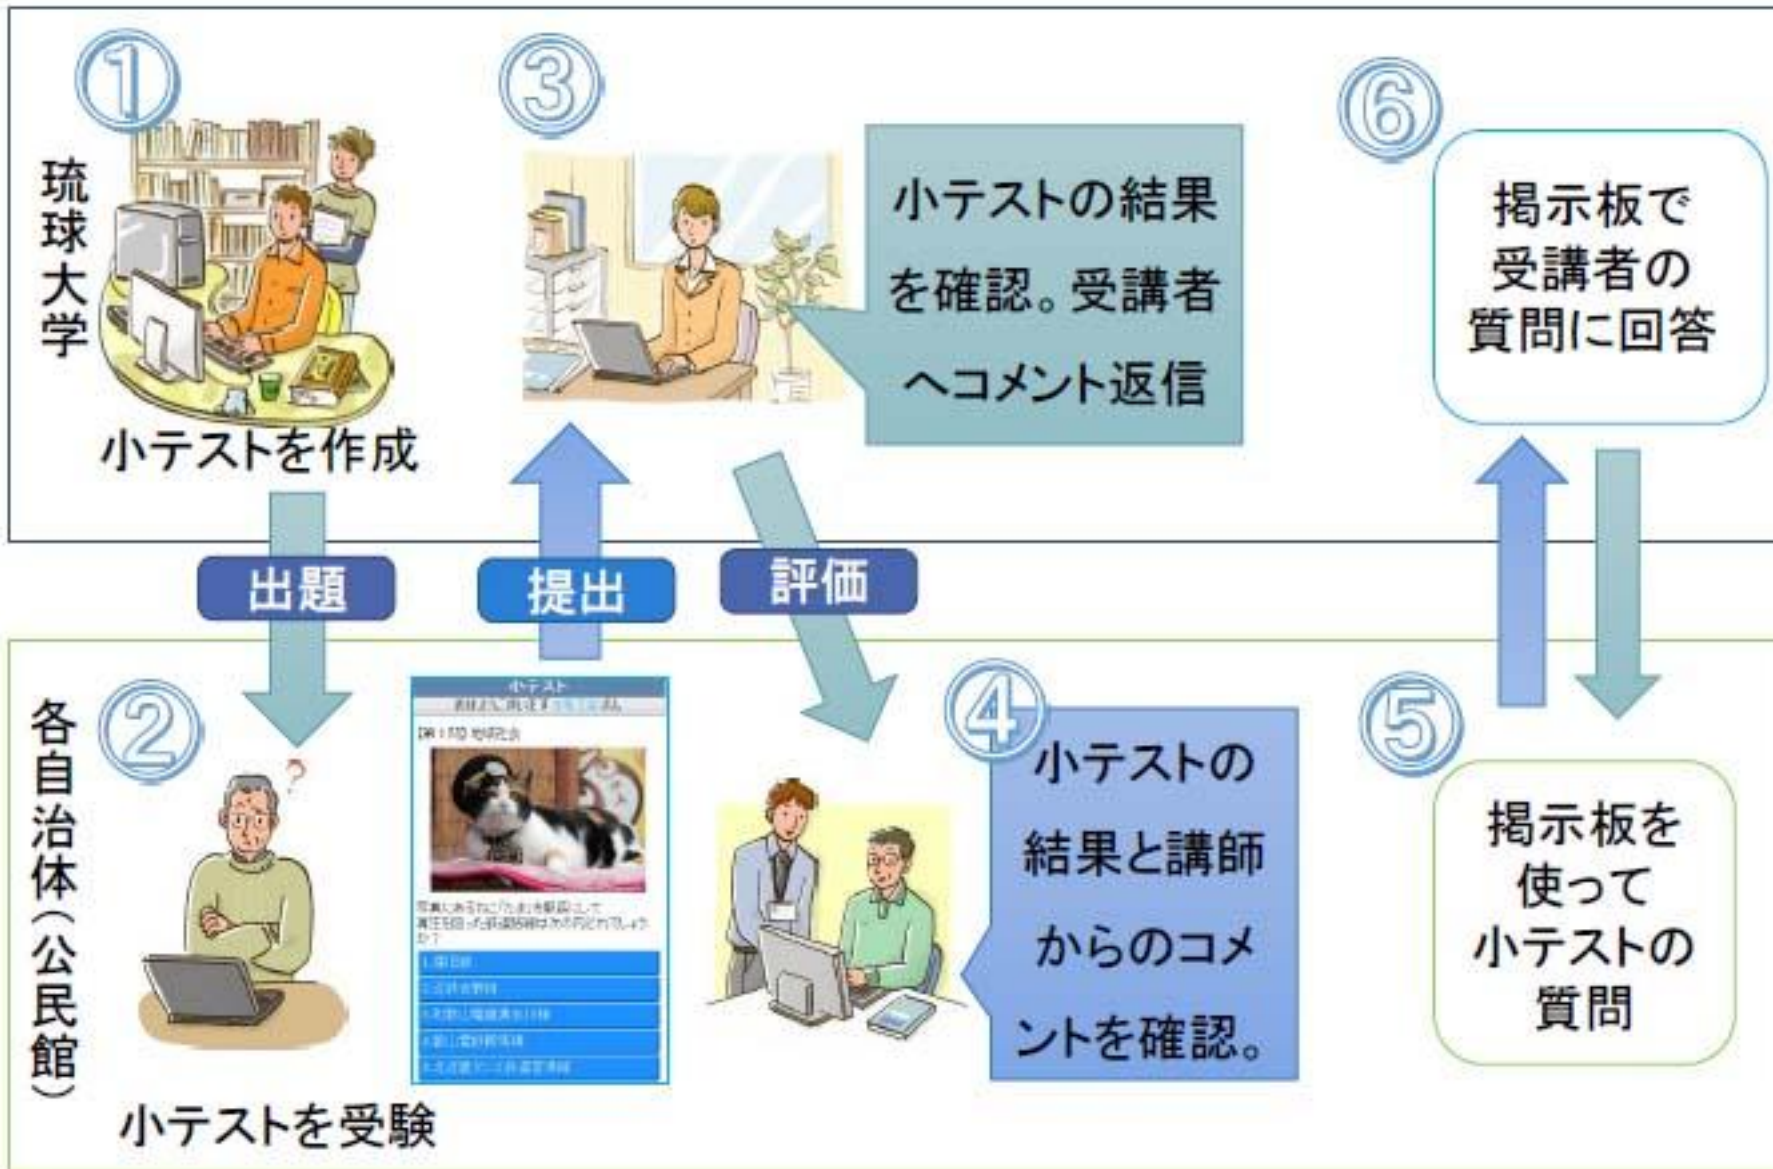 ①
琉球大学
小テストを作成
③
小テストの結果
を確認。受講者
へコメント返信
⑥
掲示板で
受講者の
質問に回答
出題
提出
評価
各自治体(公民館)
②
小テストを受験
小テスト
④
小テストの
結果と講師
からのコメ
ントを確認。
⑤
掲示板を
使って
小テストの
質問